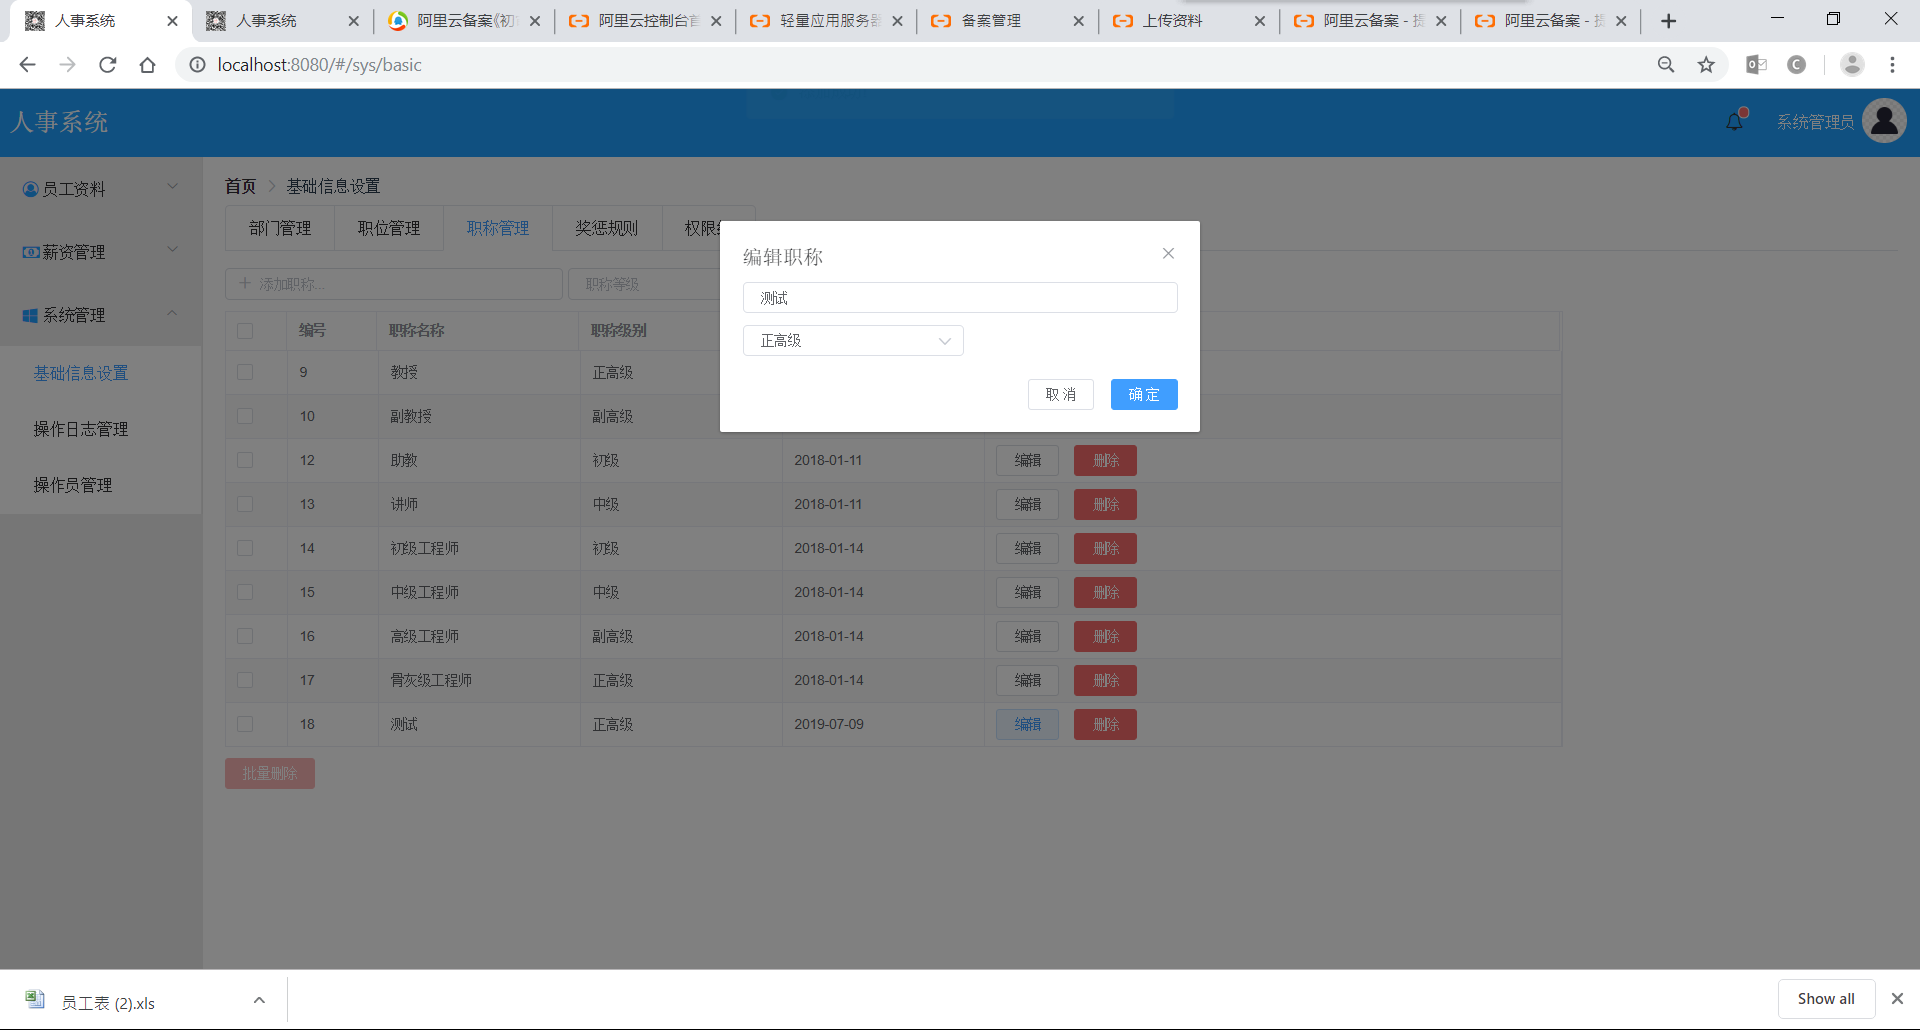 人事系统
人事系统
阿里云备案《初
阿里云控制台首
轻量应用服务器
备案管理
上传资料
阿里云备案 - 提
阿里云备案 - 提
localhost:8080/#/sys/basic
人事系统
系统管理员
员工资料
薪资管理
系统管理
基础信息设置
操作日志管理
操作员管理
首页 基础信息设置
部门管理 职位管理 职称管理 奖惩规则 权限
添加职称... 职称等级
编辑职称
测试
正高级
取 消 确 定
编号 职称名称 职称级别
9 教授 正高级
10 副教授 副高级
12 助教 初级 2018-01-11 编辑 删除
13 讲师 中级 2018-01-11 编辑 删除
14 初级工程师 初级 2018-01-14 编辑 删除
15 中级工程师 中级 2018-01-14 编辑 删除
16 高级工程师 副高级 2018-01-14 编辑 删除
17 骨灰级工程师 正高级 2018-01-14 编辑 删除
18 测试 正高级 2019-07-09 编辑 删除
批量删除
员工表 (2).xls
Show all